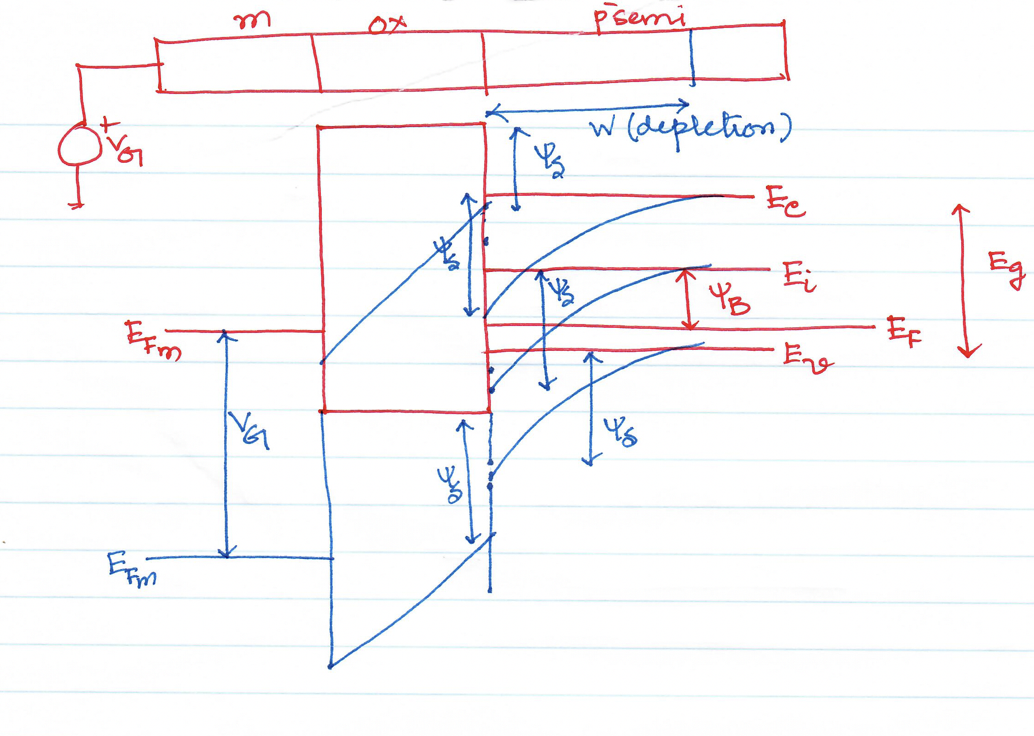 m ox p-semi
+
VG
W (depletion)
ψs
Ec
ψs
Eg
Ei
ψs
ψB
EFm
EF
Ev
VG
ψs
ψs
EFm